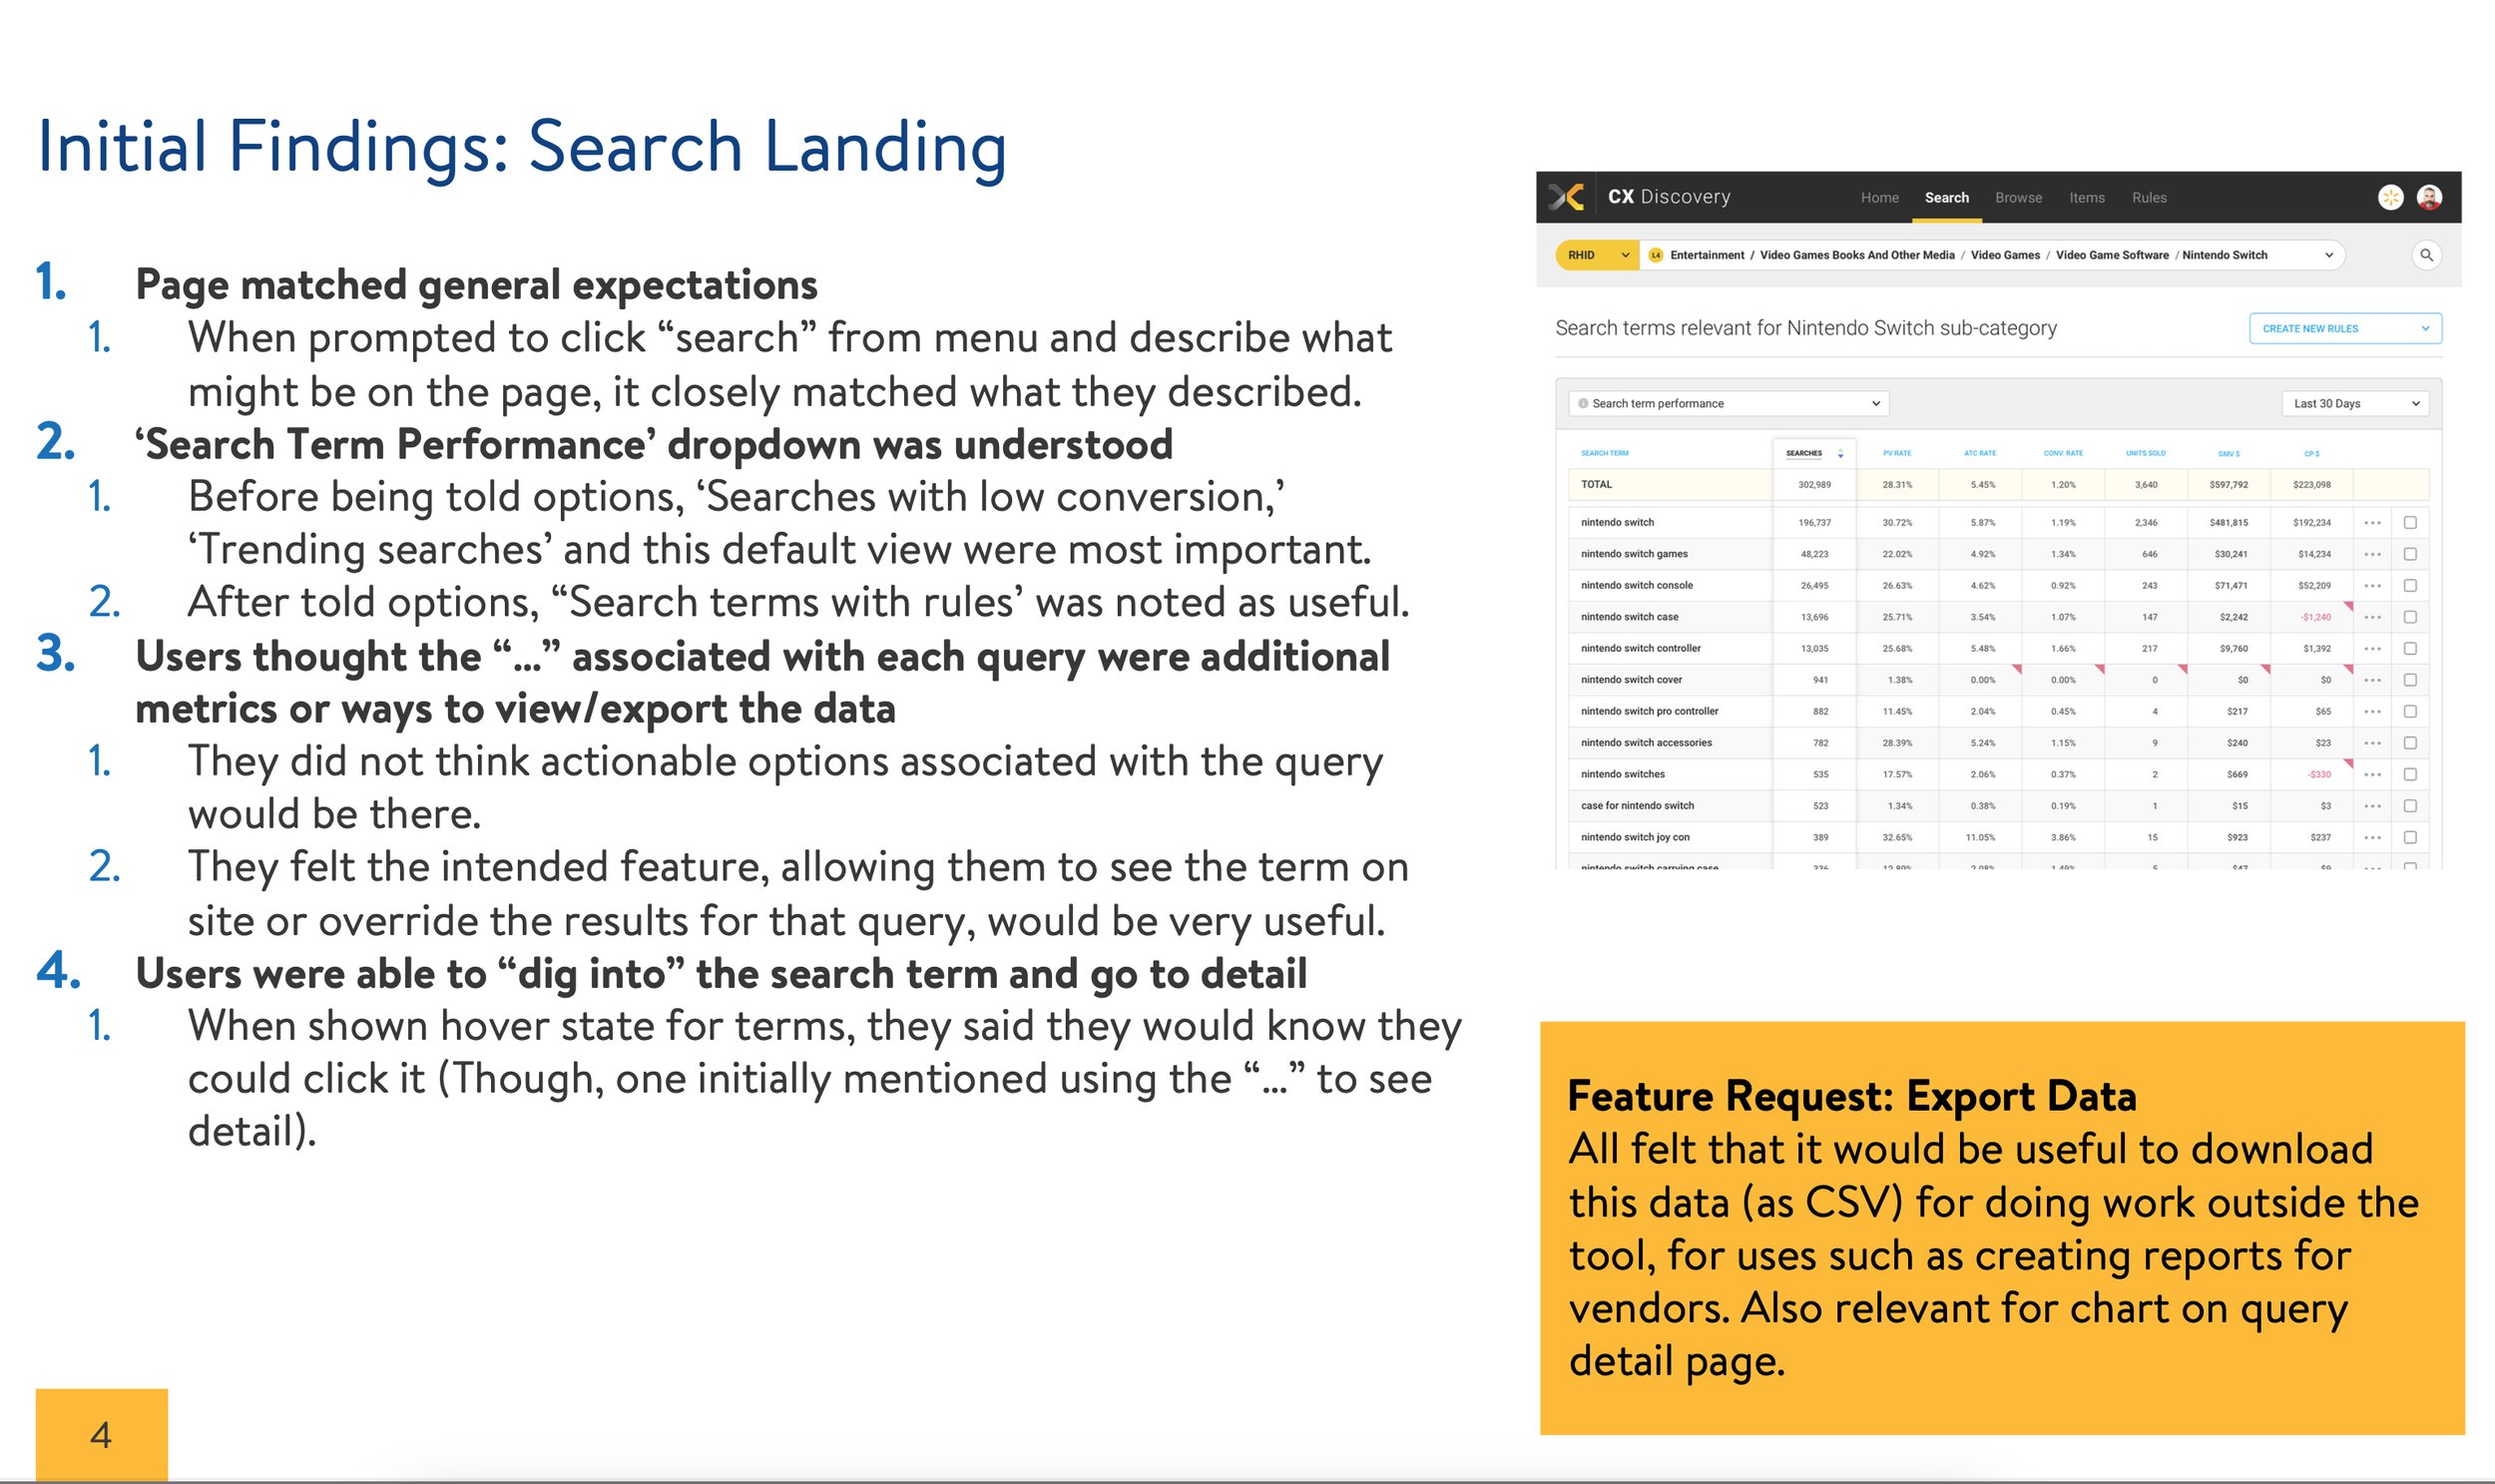 Initial Findings: Search Landing
1. Page matched general expectations
1. When prompted to click “search” from menu and describe what
might be on the page, it closely matched what they described.
2. ‘Search Term Performance’ dropdown was understood
1. Before being told options, ‘Searches with low conversion,’
‘Trending searches’ and this default view were most important.
2. After told options, “Search terms with rules’ was noted as useful.
3. Users thought the “...” associated with each query were additional
metrics or ways to view/export the data
1. They did not think actionable options associated with the query
would be there.
2. They felt the intended feature, allowing them to see the term on
site or override the results for that query, would be very useful.
4. Users were able to “dig into” the search term and go to detail
1. When shown hover state for terms, they said they would know they
could click it (Though, one initially mentioned using the “...” to see
detail).
4
CX Discovery Home Search Browse Items Rules
RHID L4 Entertainment / Video Games Books And Other Media / Video Games / Video Game Software / Nintendo Switch
Search terms relevant for Nintendo Switch sub-category CREATE NEW RULES
Search term performance Last 30 Days
SEARCH TERM SEARCHES PV RATE ATC RATE CONV. RATE UNITS SOLD GMV $ CP $
TOTAL 302,989 28.31% 5.45% 1.20% 3,640 $597,792 $223,098
nintendo switch 196,737 30.72% 5.87% 1.19% 2,346 $481,815 $192,234 ...
nintendo switch games 48,223 22.02% 4.92% 1.34% 646 $30,241 $14,234 ...
nintendo switch console 26,495 26.63% 4.62% 0.92% 243 $71,471 $52,209 ...
nintendo switch case 13,696 25.71% 3.54% 1.07% 147 $2,242 -$1,240 ...
nintendo switch controller 13,035 25.68% 5.48% 1.66% 217 $9,760 $1,392 ...
nintendo switch cover 941 1.38% 0.00% 0.00% 0 $0 $0 ...
nintendo switch pro controller 882 11.45% 2.04% 0.45% 4 $217 $65 ...
nintendo switch accessories 782 28.39% 5.24% 1.15% 9 $240 $23 ...
nintendo switches 535 17.57% 2.06% 0.37% 2 $669 -$330 ...
case for nintendo switch 523 1.34% 0.38% 0.19% 1 $15 $3 ...
nintendo switch joy con 389 32.65% 11.05% 3.86% 15 $923 $237 ...
nintendo switch carrying case 336 12.80% 2.08% 1.49% 5 $47 $9 ...
Feature Request: Export Data
All felt that it would be useful to download
this data (as CSV) for doing work outside the
tool, for uses such as creating reports for
vendors. Also relevant for chart on query
detail page.